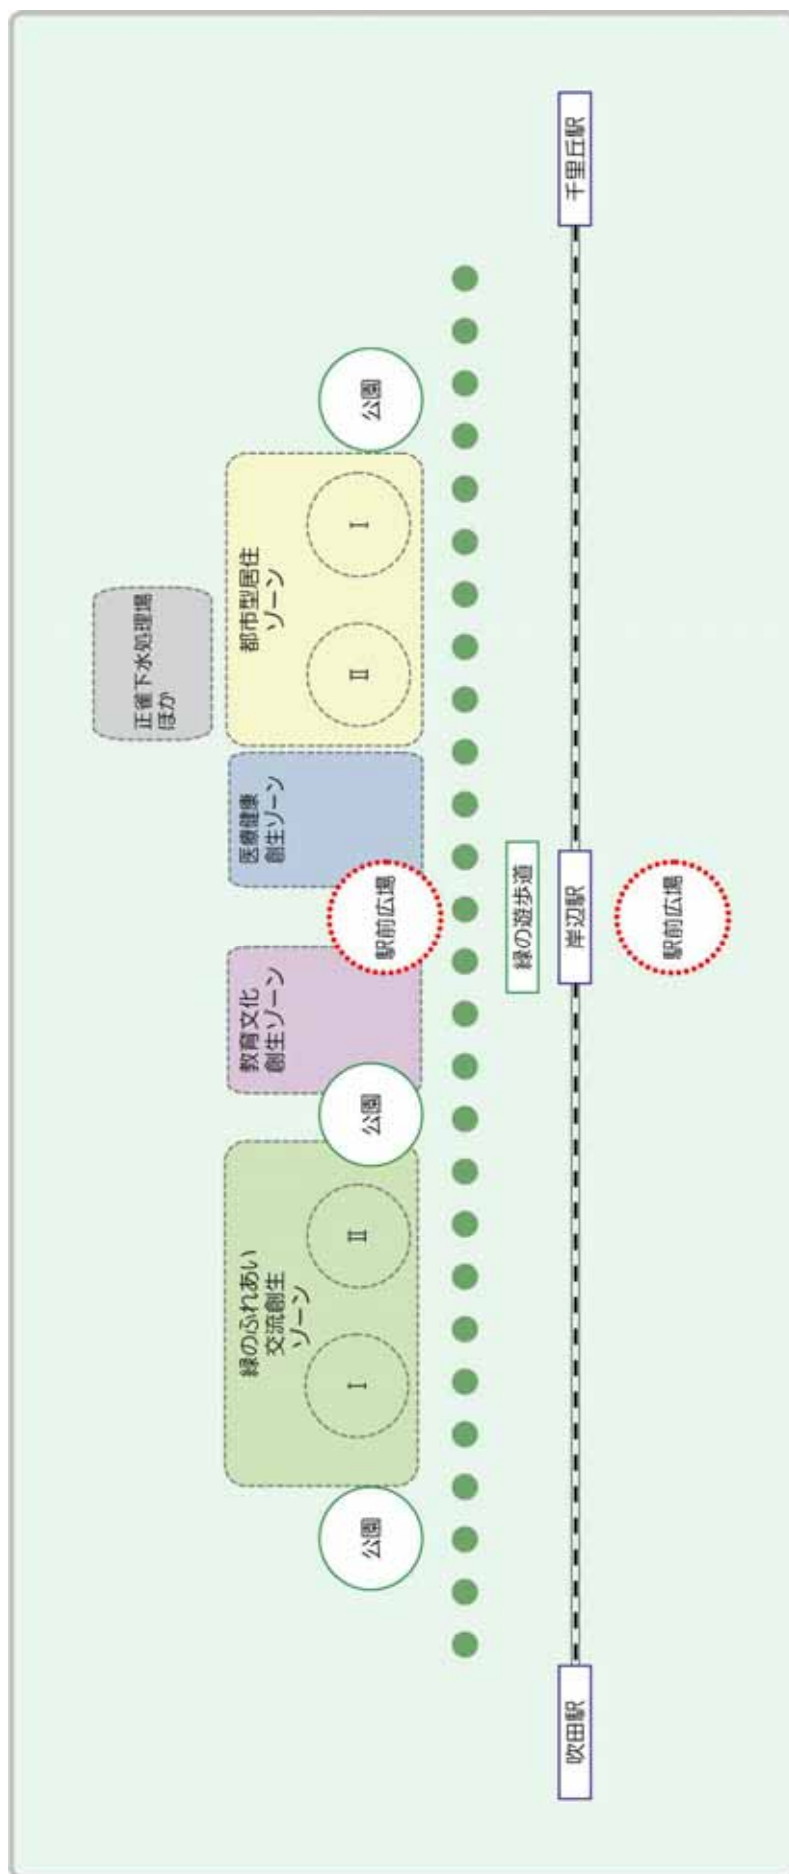 正雀下水処理場
ほか
緑のふれあい
交流創生
ゾーン
教育文化
創生ゾーン
医療健康
創生ゾーン
都市型居住
ゾーン
公園
I
II
公園
駅前広場
II
I
公園
緑の遊歩道
吹田駅
岸辺駅
千里丘駅
駅前広場